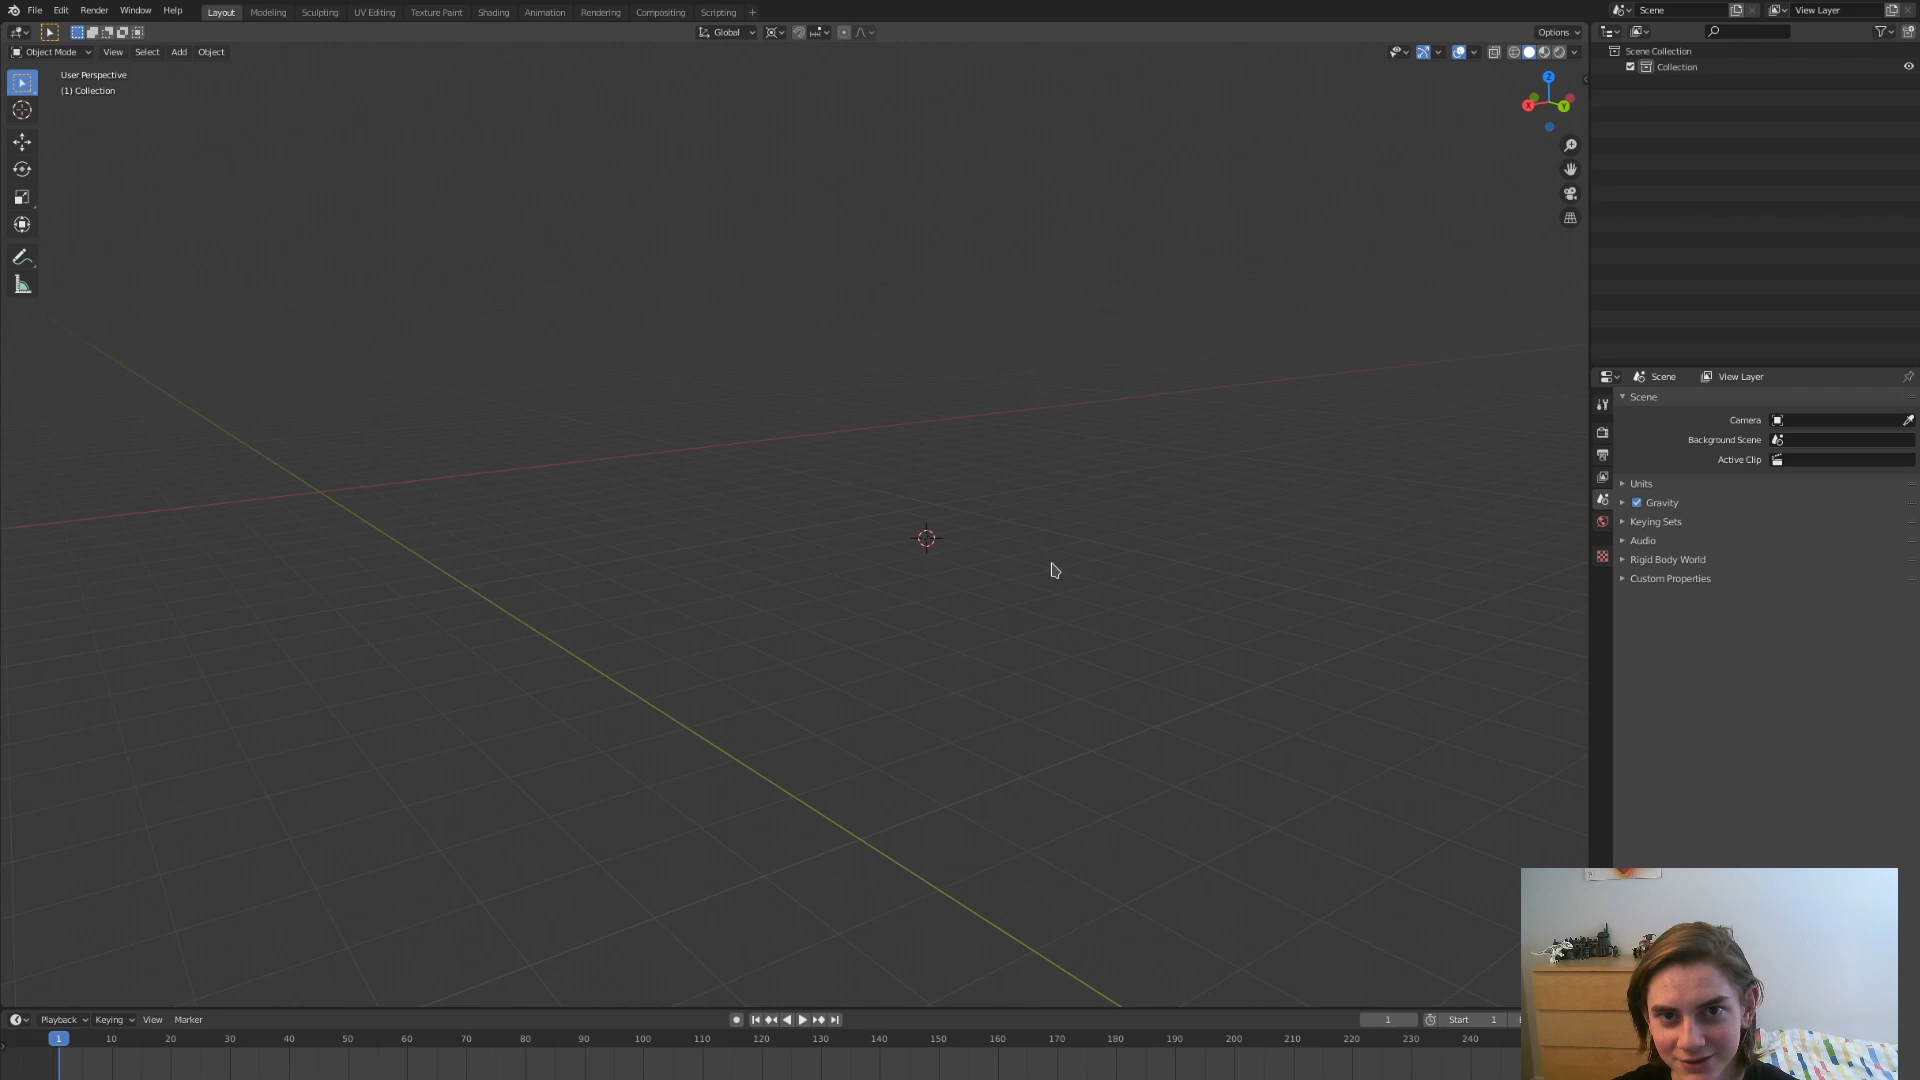 File Edit Render Window Help Layout Modeling Sculpting UV Editing Texture Paint Shading Animation Rendering Compositing Scripting + Scene View Layer
Global Options
Object Mode View Select Add Object
User Perspective
(1) Collection
Z
X Y
Scene Collection
Collection
Scene View Layer
Scene
Camera
Background Scene
Active Clip
Units
Gravity
Keying Sets
Audio
Rigid Body World
Custom Properties
Playback Keying View Marker 1 Start 1
1 10 20 30 40 50 60 70 80 90 100 110 120 130 140 150 160 170 180 190 200 210 220 230 240